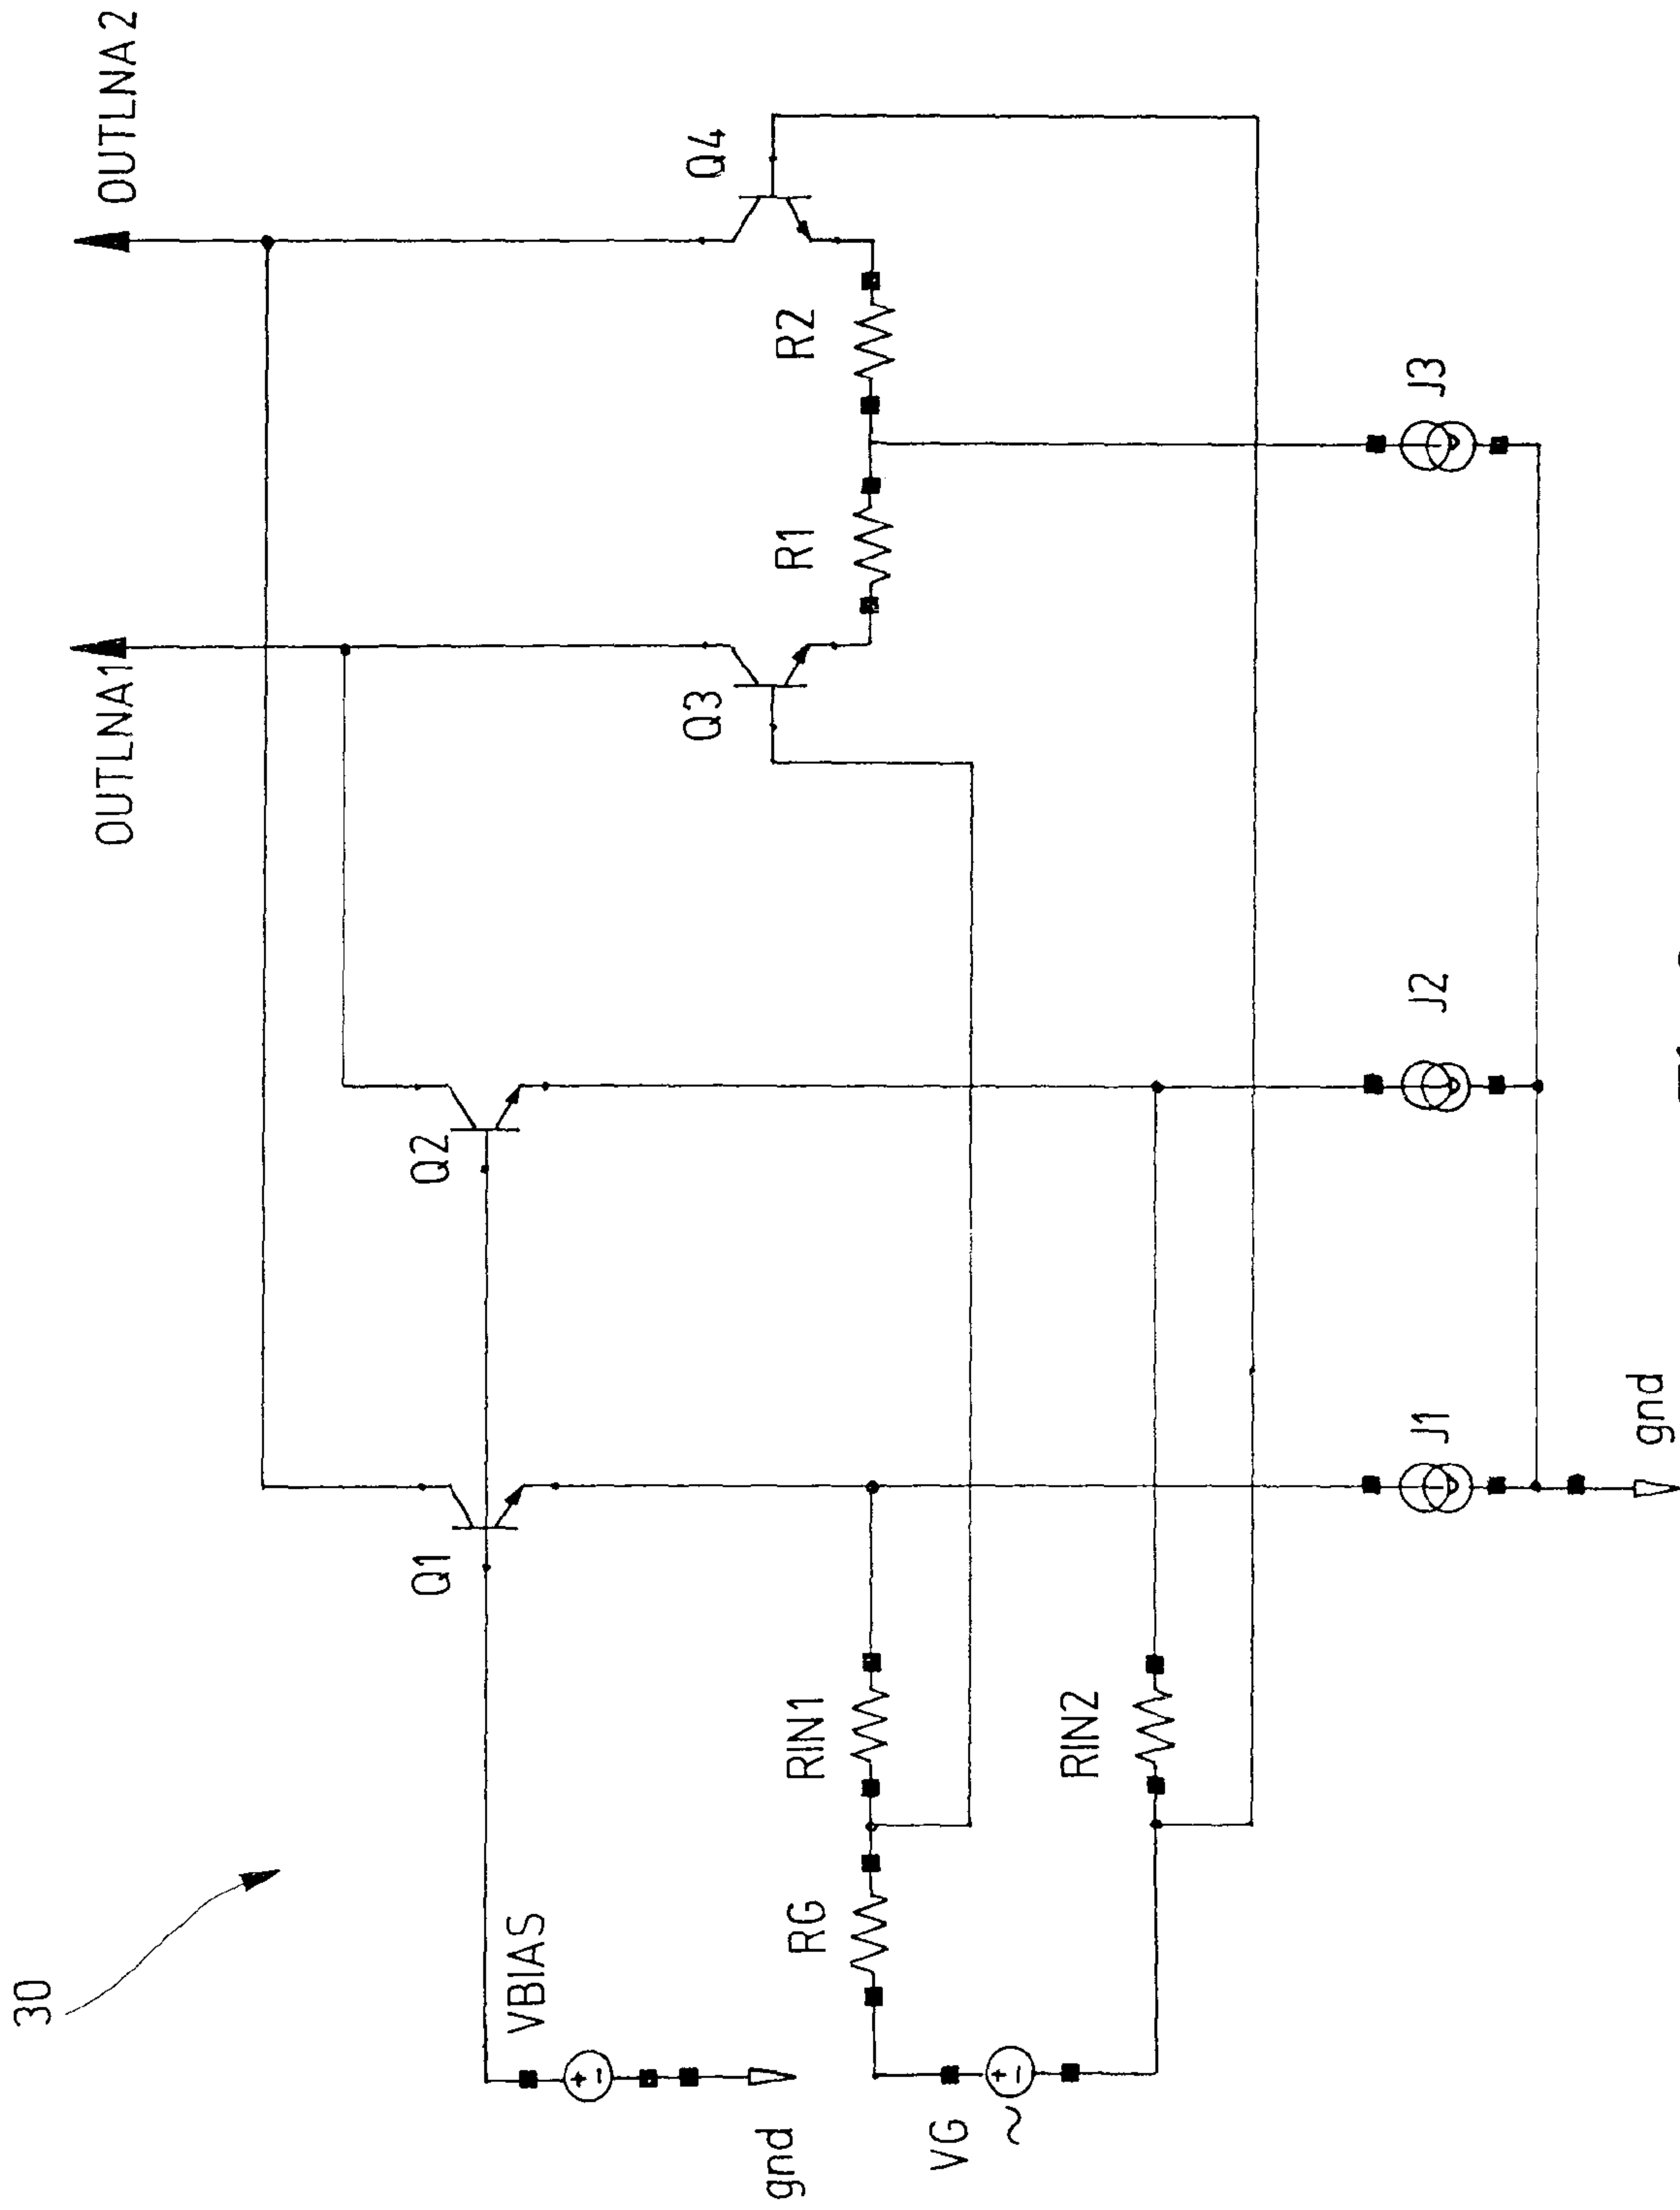 30
OUTLNA1
OUTLNA2
Q1
Q2
Q3
Q4
VBIAS
gnd
RG
RIN1
R1
R2
VG
~
RIN2
J1
J2
J3
gnd